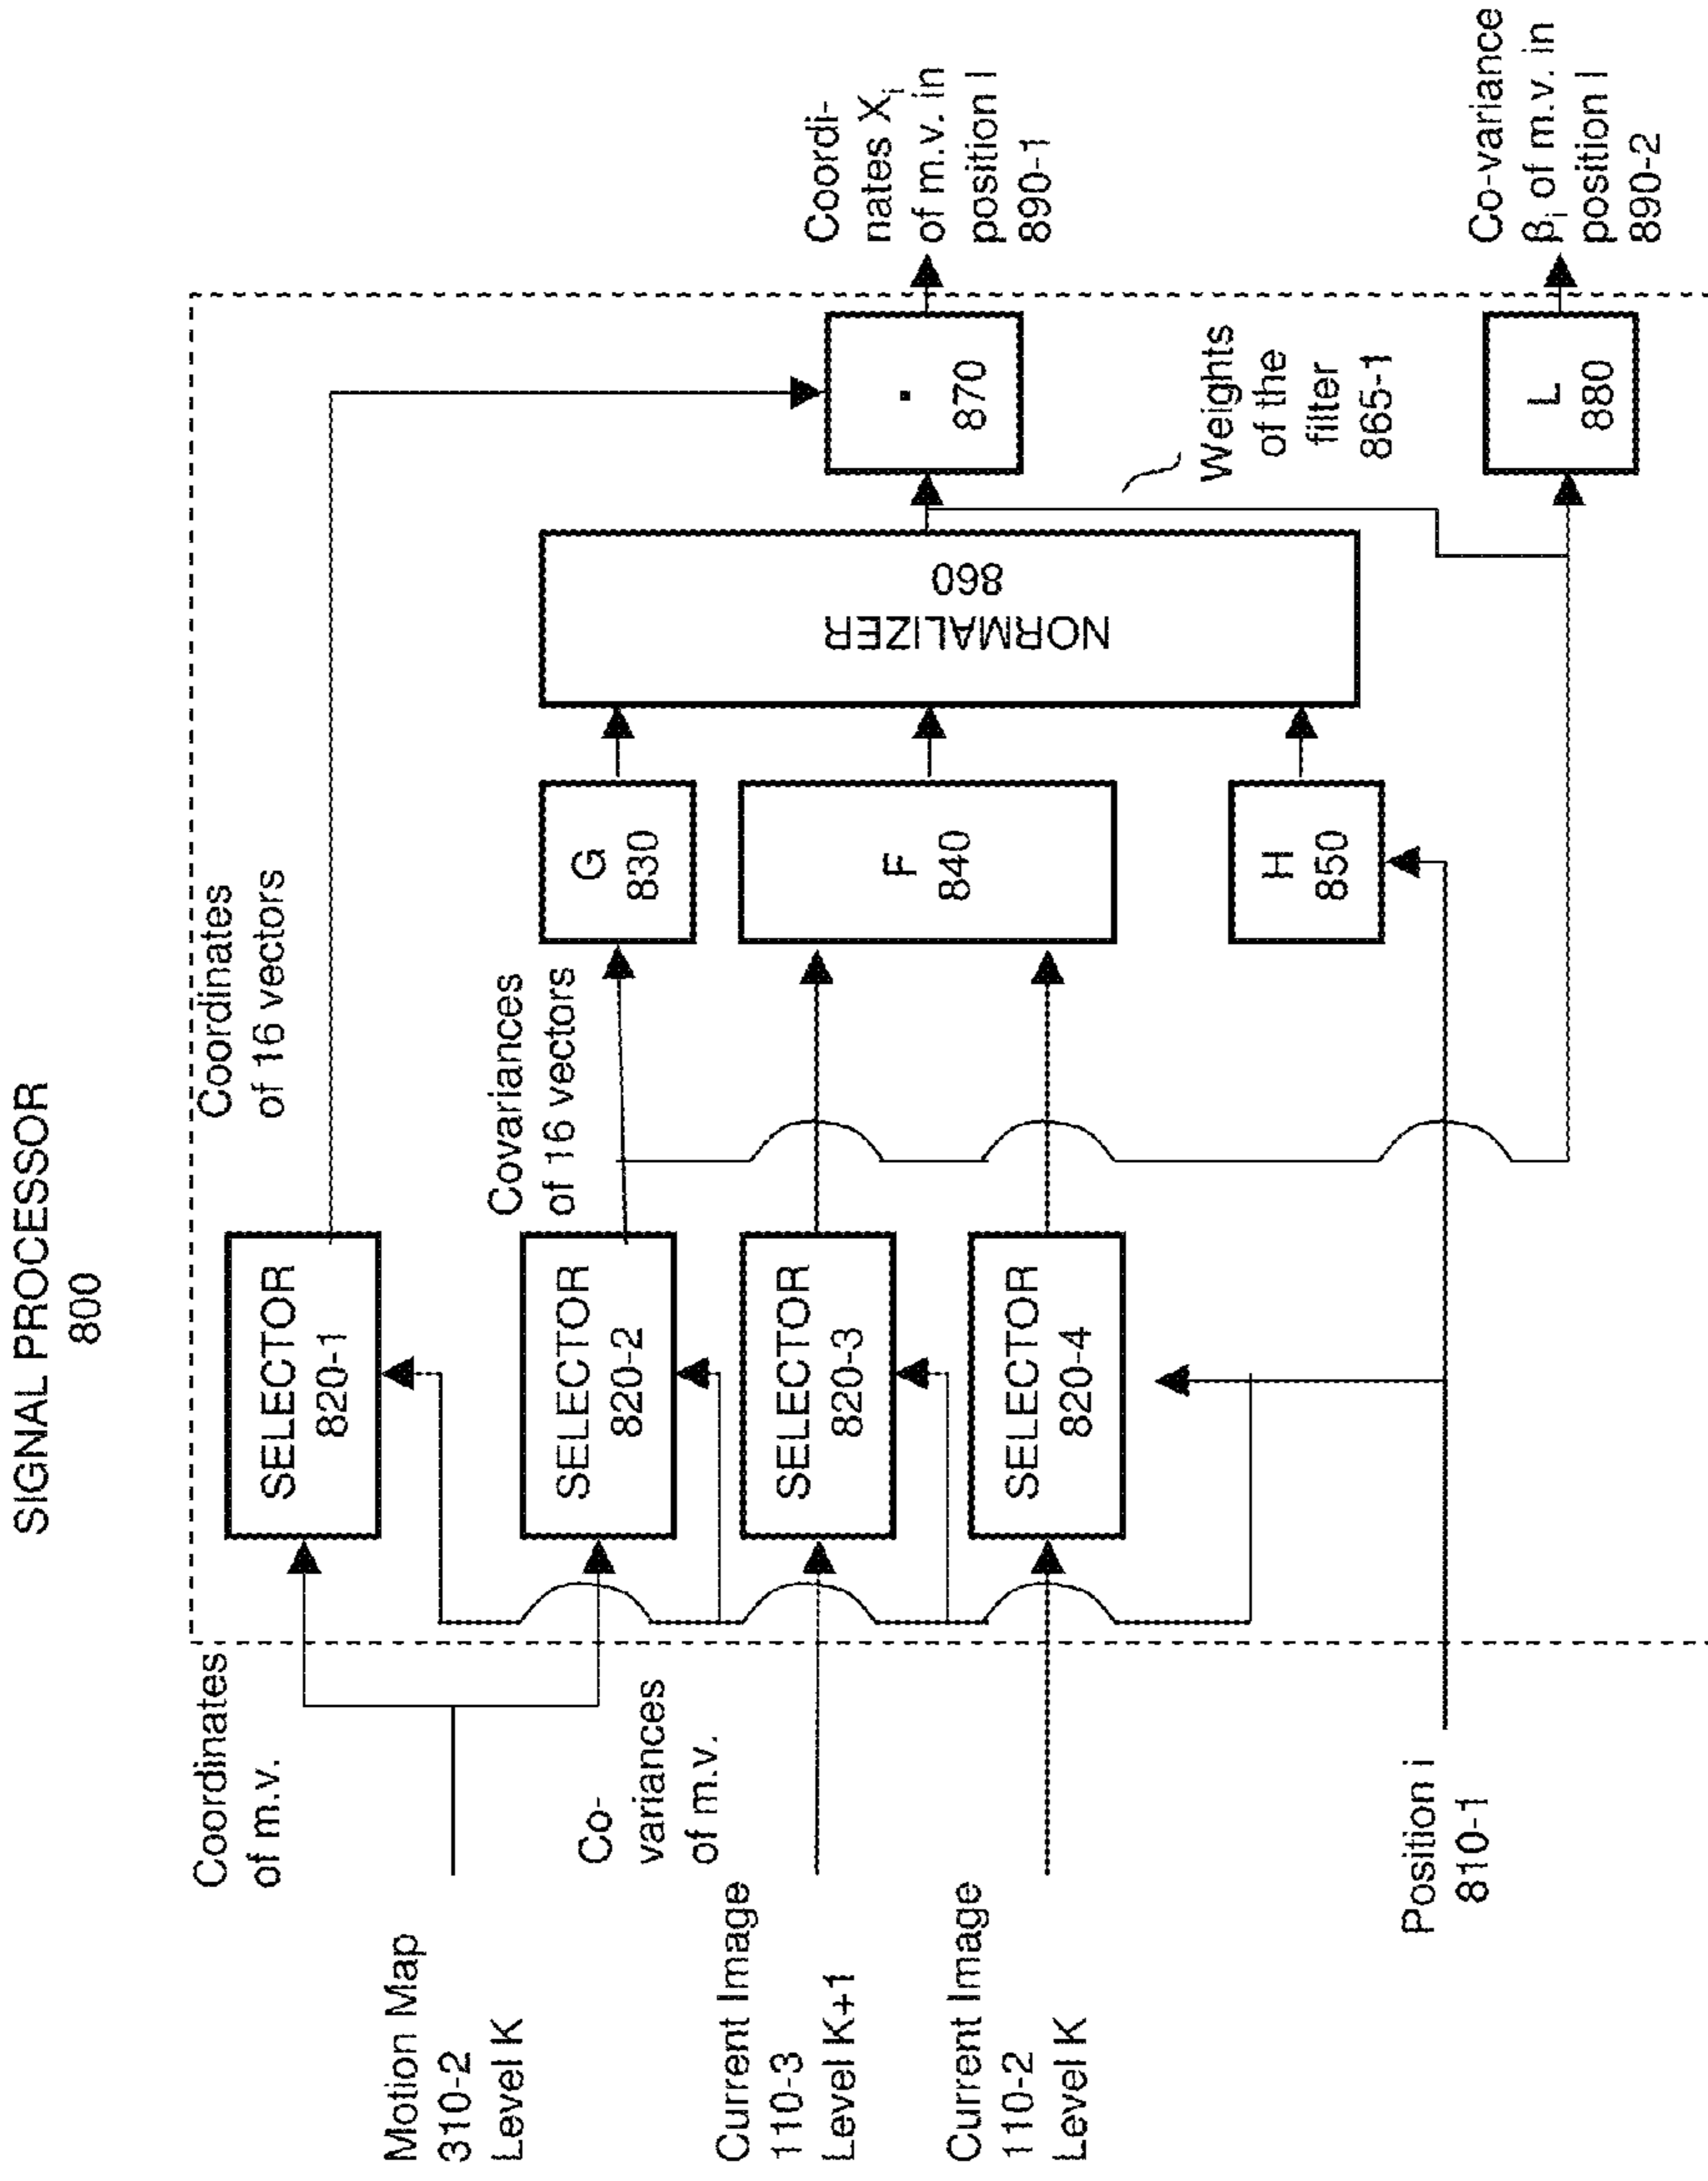 SIGNAL PROCESSOR
800
Motion Map
310-2
Level K
Current Image
110-3
Level K+1
Current Image
110-2
Level K
Position i
810-1
Coordinates
of m.v.
Co-
variances
of m.v.
SELECTOR
820-1
SELECTOR
820-2
SELECTOR
820-3
SELECTOR
820-4
Coordinates
of 16 vectors
Covariances
of 16 vectors
G
830
F
840
H
850
NORMALIZER
860
Weights
of the
filter
865-1
.
870
L
880
Coordi-
nates Xi
of m.v. in
position I
890-1
Co-variance
βi of m.v. in
position I
890-2